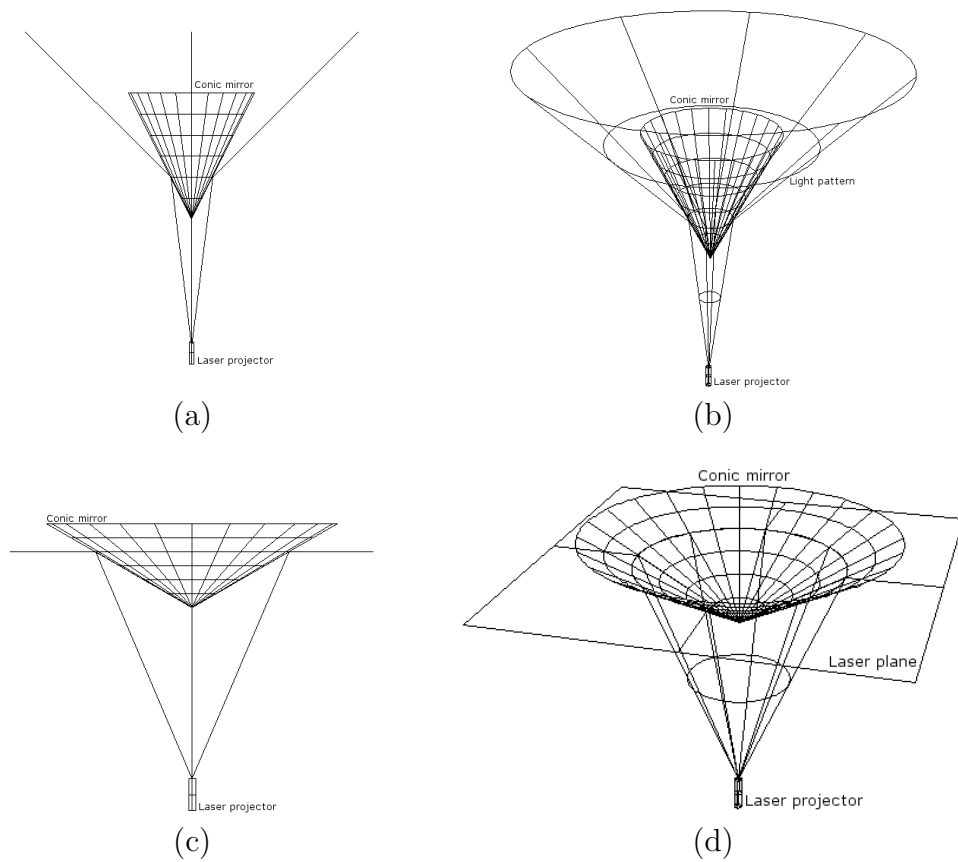 Conic mirror
Laser projector
(a)
Conic mirror
Light pattern
Laser projector
(b)
Conic mirror
Laser projector
(c)
Conic mirror
Laser plane
Laser projector
(d)